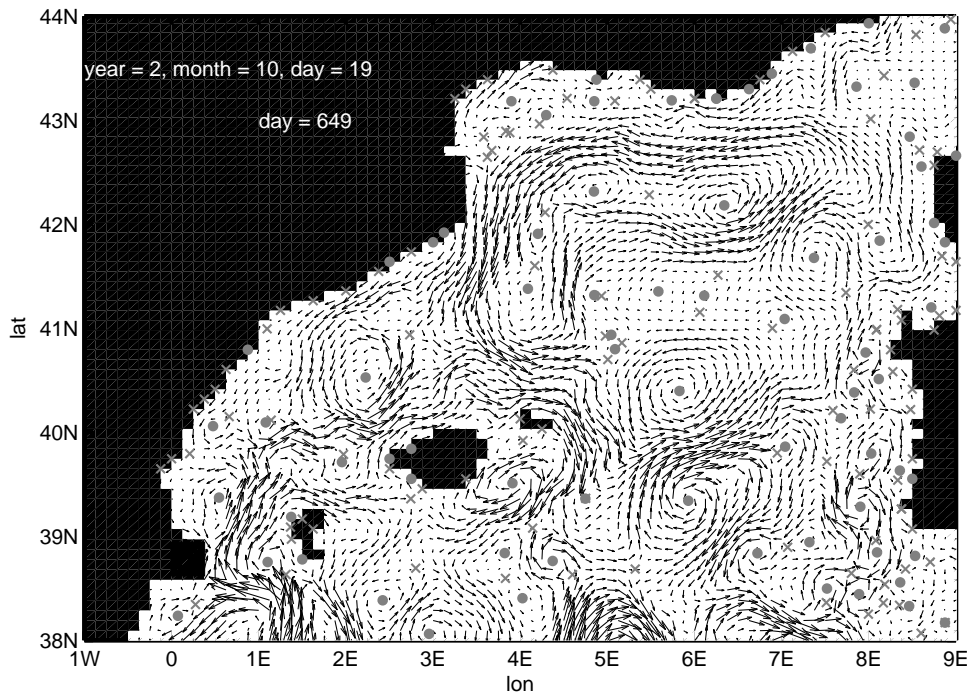 44N
year = 2, month = 10, day = 19
43N
day = 649
42N
41N
40N
39N
38N
lat
1W 0 1E 2E 3E 4E 5E 6E 7E 8E 9E
lon